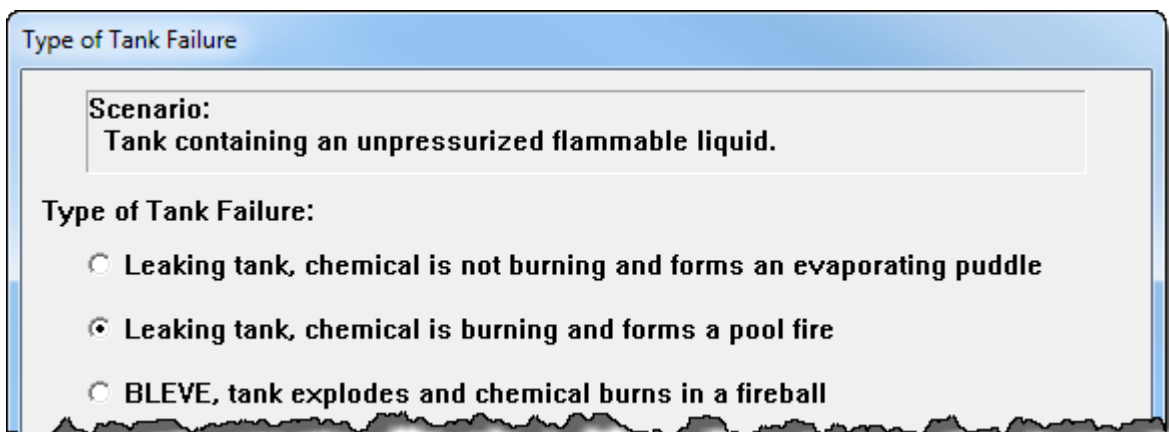 Type of Tank Failure
Scenario:
Tank containing an unpressurized flammable liquid.
Type of Tank Failure:
Leaking tank, chemical is not burning and forms an evaporating puddle
Leaking tank, chemical is burning and forms a pool fire
BLEVE, tank explodes and chemical burns in a fireball